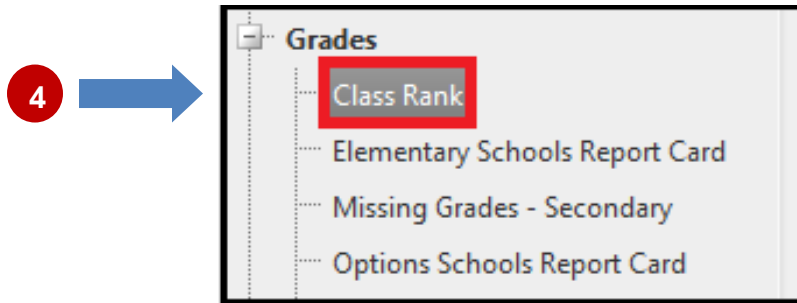 Grades
4
Class Rank
Elementary Schools Report Card
Missing Grades - Secondary
Options Schools Report Card